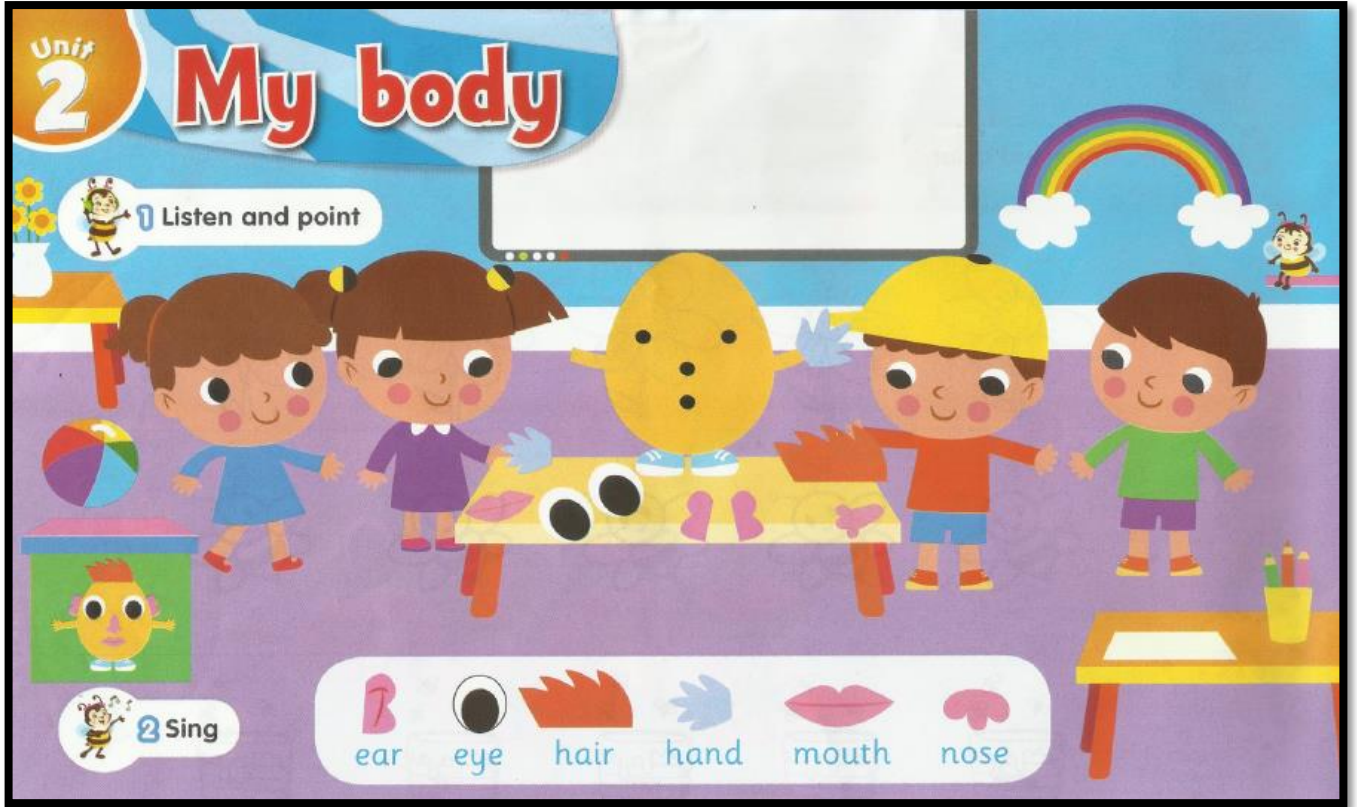 Unit
2
My body
1 Listen and point
2 Sing
ear eye hair hand mouth nose